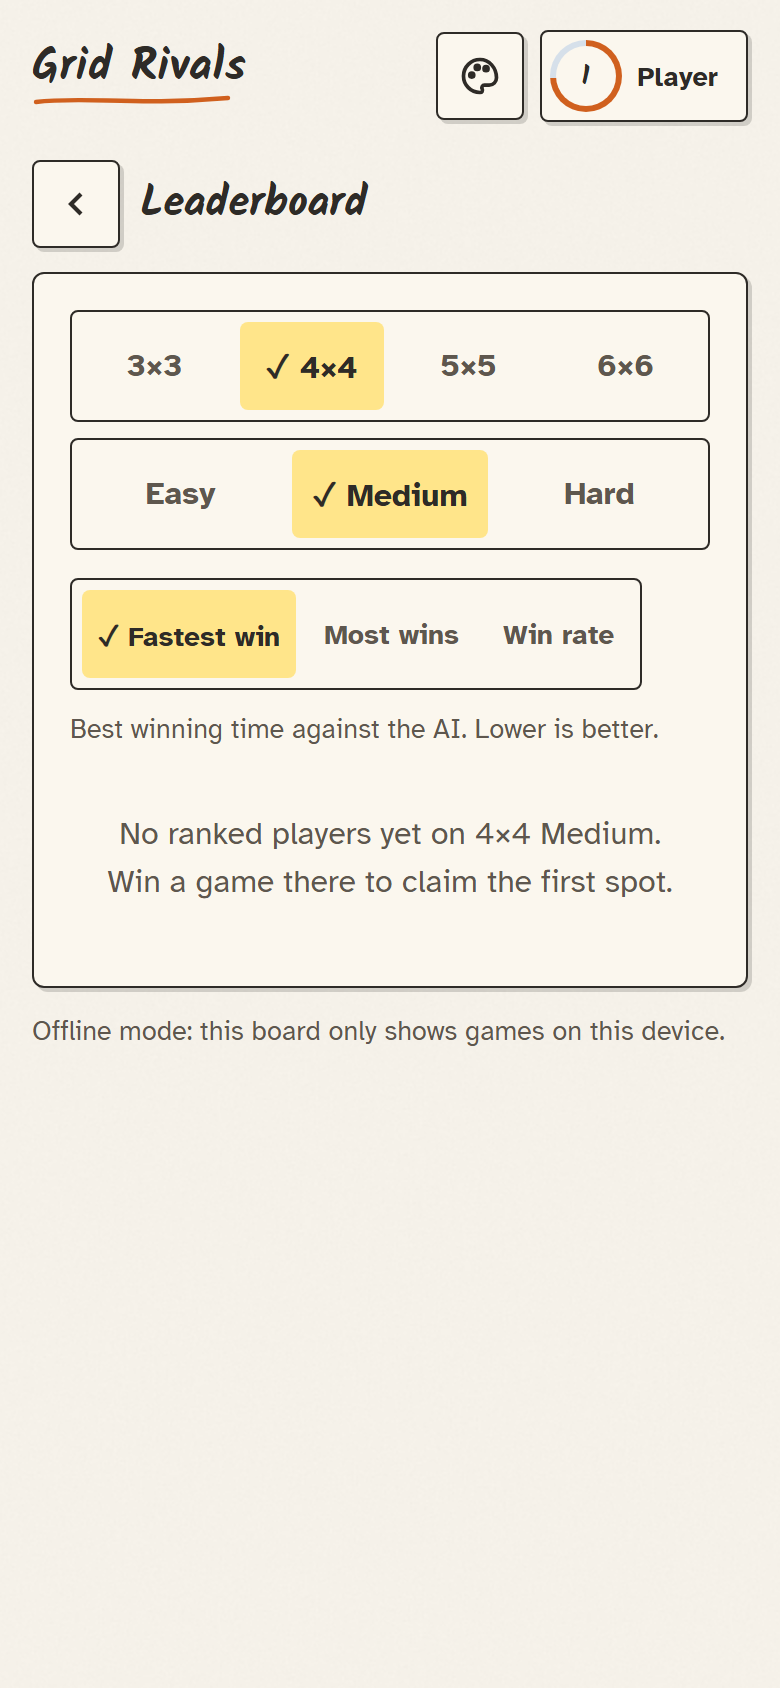 Grid Rivals
1 Player
Leaderboard
3×3 ✓ 4×4 5×5 6×6
Easy ✓ Medium Hard
✓ Fastest win Most wins Win rate
Best winning time against the AI. Lower is better.
No ranked players yet on 4×4 Medium.
Win a game there to claim the first spot.
Offline mode: this board only shows games on this device.